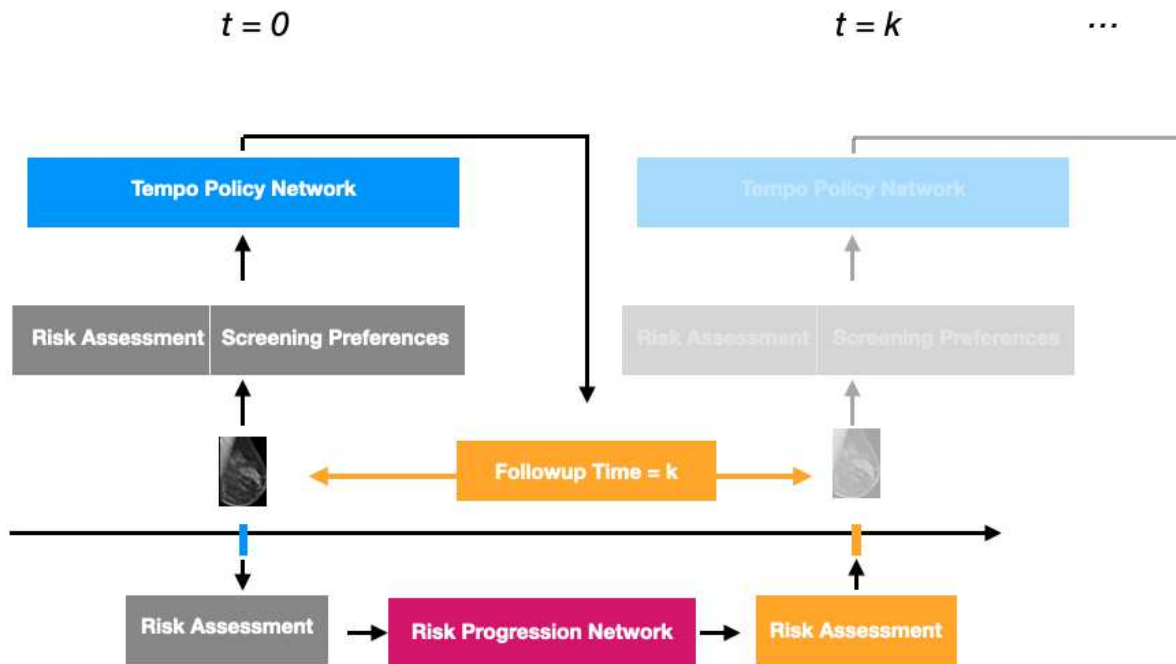 t = 0
t = k
...
Tempo Policy Network
Tempo Policy Network
Risk Assessment
Screening Preferences
Risk Assessment
Screening Preferences
Followup Time = k
Risk Assessment
Risk Progression Network
Risk Assessment